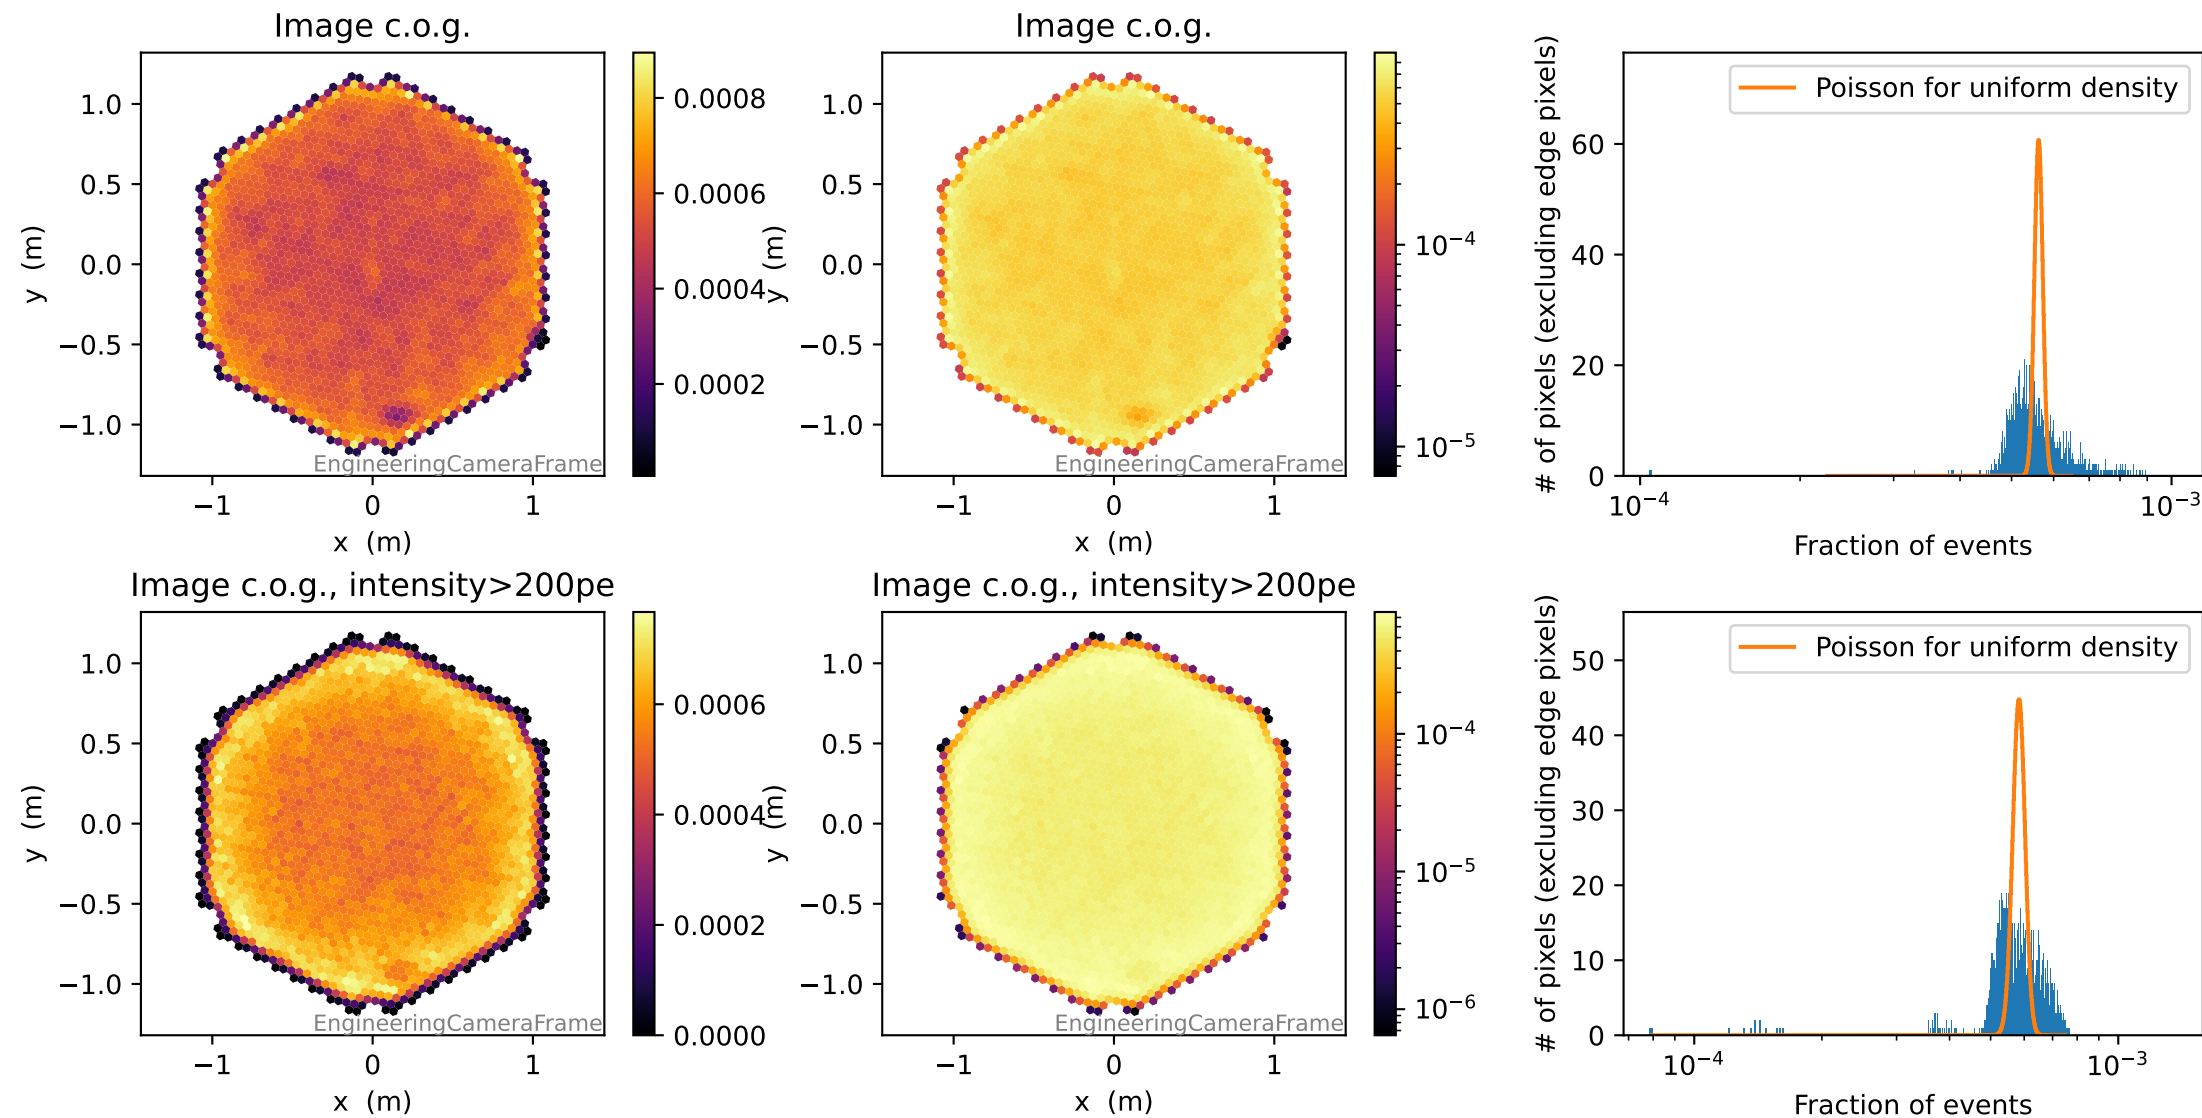 Image c.o.g.
1.0
0.5
0.0
−0.5
−1.0
y (m)
−1 0 1
x (m)
EngineeringCameraFrame
0.0008
0.0006
0.0004
0.0002
Image c.o.g.
1.0
0.5
0.0
−0.5
−1.0
y (m)
−1 0 1
x (m)
EngineeringCameraFrame
10−4
10−5
# of pixels (excluding edge pixels)
60
40
20
0
Poisson for uniform density
10−4 10−3
Fraction of events
Image c.o.g., intensity>200pe
1.0
0.5
0.0
−0.5
−1.0
y (m)
−1 0 1
x (m)
EngineeringCameraFrame
0.0006
0.0004
0.0002
0.0000
Image c.o.g., intensity>200pe
1.0
0.5
0.0
−0.5
−1.0
y (m)
−1 0 1
x (m)
EngineeringCameraFrame
10−4
10−5
10−6
# of pixels (excluding edge pixels)
50
40
30
20
10
0
Poisson for uniform density
10−4 10−3
Fraction of events